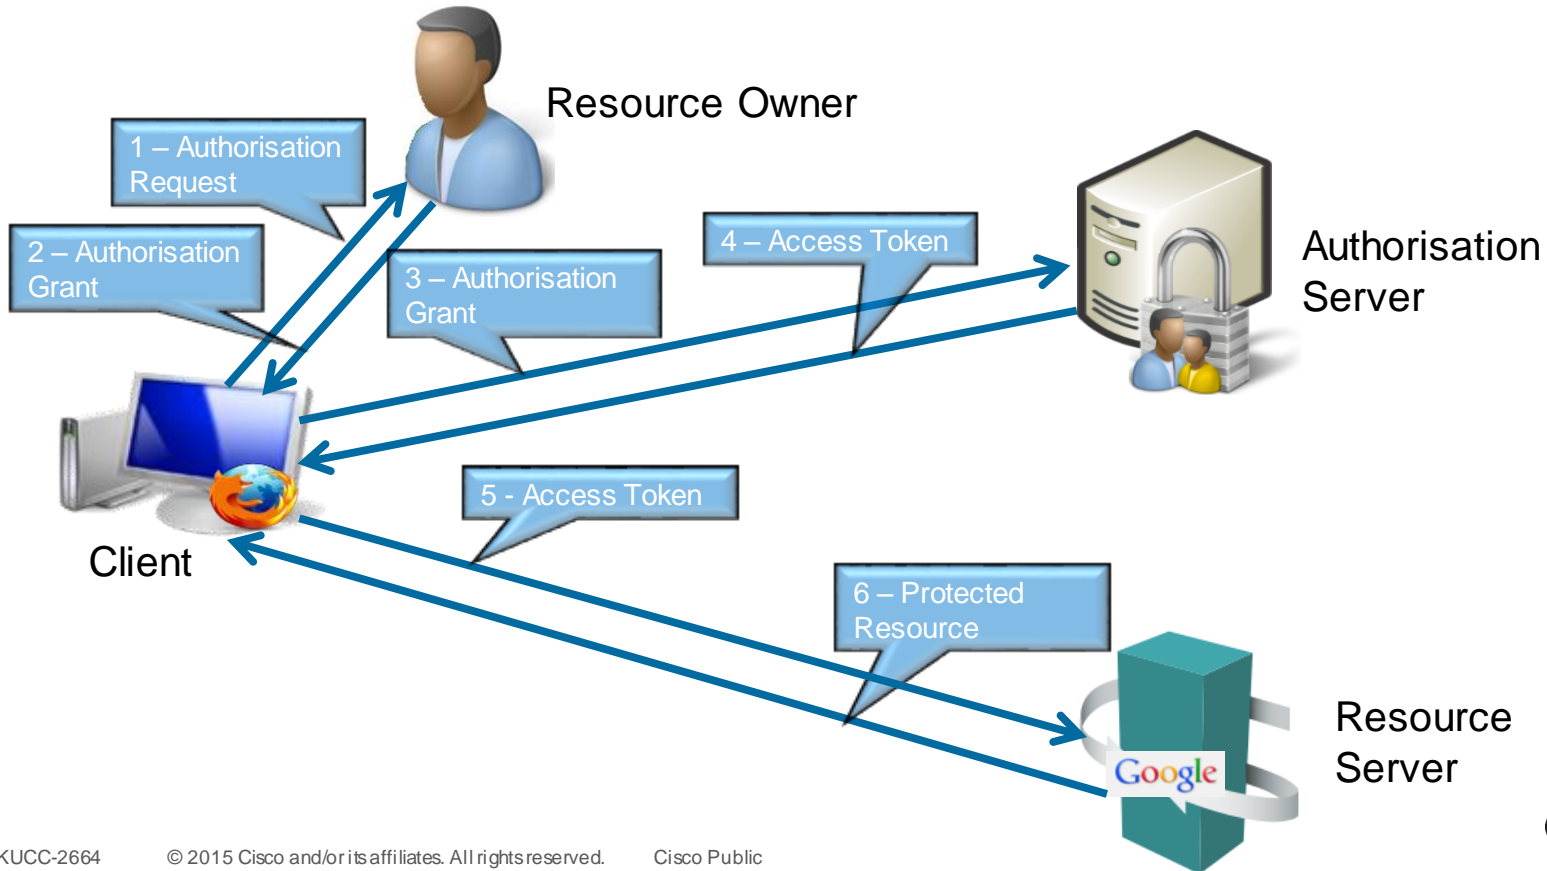 Resource Owner
1 – Authorisation
Request
2 – Authorisation
Grant
3 – Authorisation
Grant
4 – Access Token
Authorisation
Server
5 - Access Token
Client
6 – Protected
Resource
Resource
Server
Google
KUCC-2664 © 2015 Cisco and/or its affiliates. All rights reserved. Cisco Public